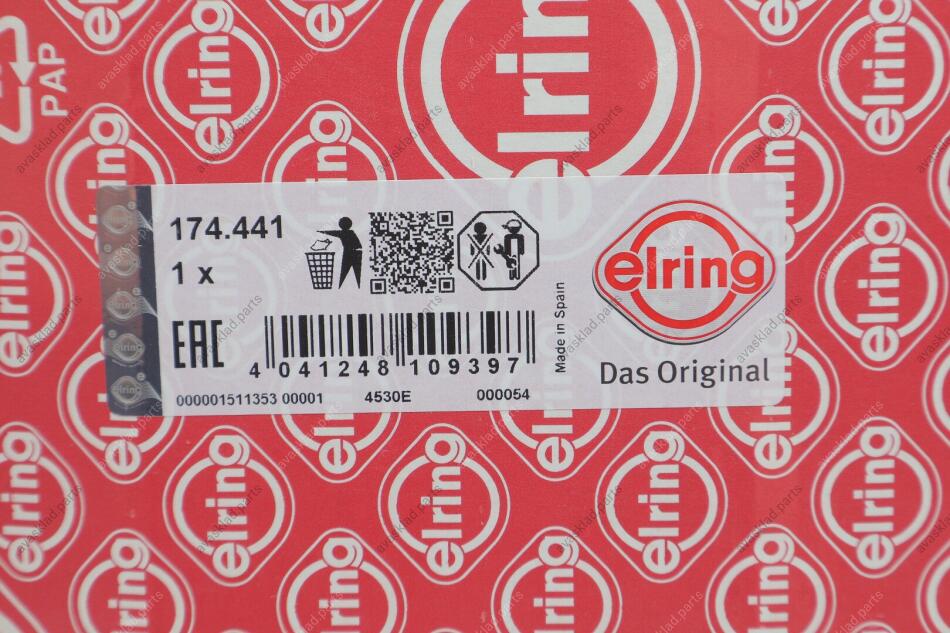 PAP
elring
174.441
1 x
EAC
4 041248 109397
000001511353 00001 4530E 000054
Made in Spain
elring
Das Original
avasklad.parts